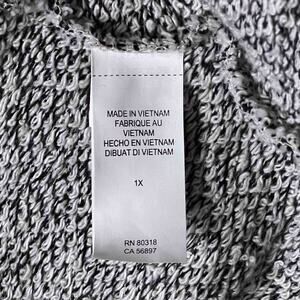 MADE IN VIETNAM
FABRIQUE AU
VIETNAM
HECHO EN VIETNAM
DIBUAT DI VIETNAM
1X
RN 80318
CA 56897